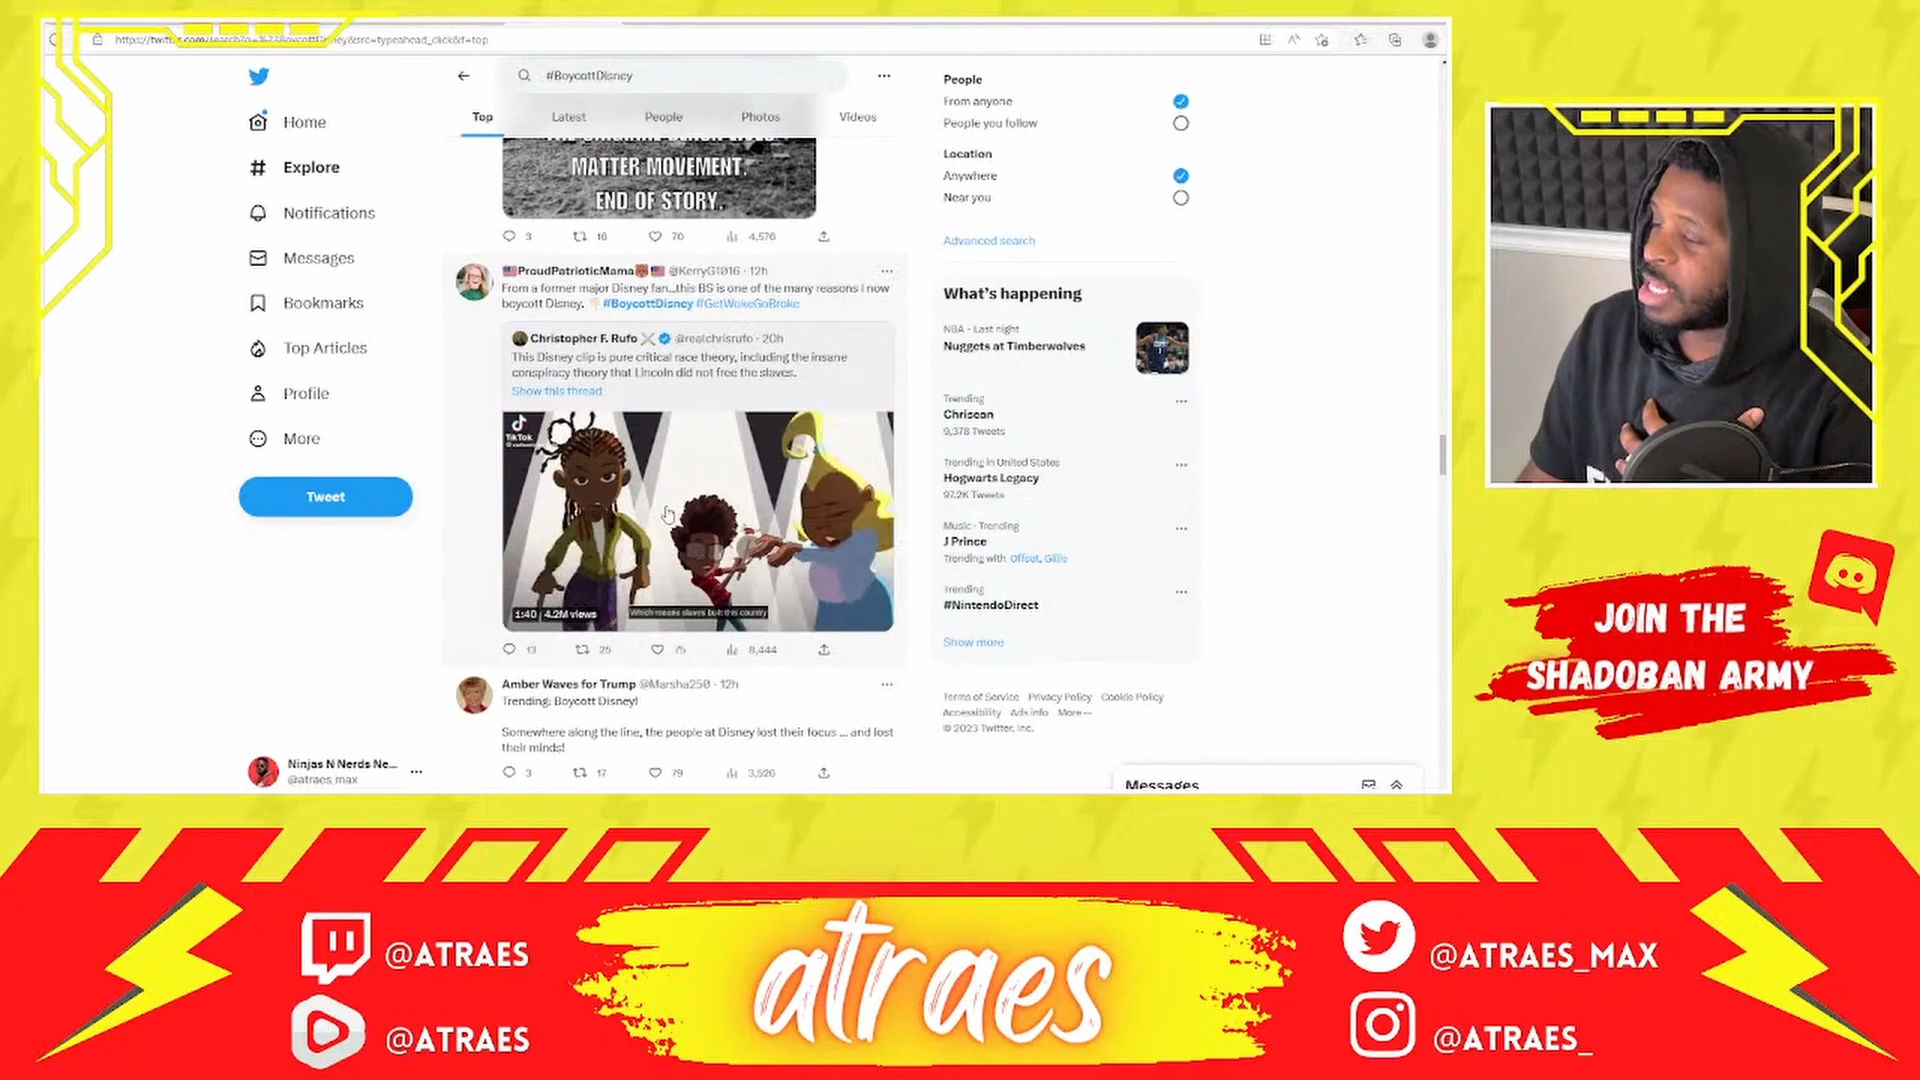 #BoycottDisney
Top
Latest
People
Photos
Videos
Home
Explore
Notifications
Messages
Bookmarks
Top Articles
Profile
More
Tweet
Ninjas N Nerds Ne...
@atraes_max
MATTER MOVEMENT.
END OF STORY.
3 16 70 4,576
ProudPatrioticMama @KerryG1016 · 12h
From a former major Disney fan...this BS is one of the many reasons I now
boycott Disney. #BoycottDisney #GetWokeGoBroke
Christopher F. Rufo @realchrisrufo · 20h
This Disney clip is pure critical race theory, including the insane
conspiracy theory that Lincoln did not free the slaves.
Show this thread
TikTok
1:40 4.2M views
Which means slaves built this country
13 25 75 8,444
Amber Waves for Trump @Marsha250 · 12h
Trending: Boycott Disney!
Somewhere along the line, the people at Disney lost their focus ... and lost
their minds!
3 17 79 3,526
People
From anyone
People you follow
Location
Anywhere
Near you
Advanced search
What's happening
NBA · Last night
Nuggets at Timberwolves
Trending
Chrisean
9,378 Tweets
Trending in United States
Hogwarts Legacy
97.2K Tweets
Music · Trending
J Prince
Trending with Offset, Gillie
Trending
#NintendoDirect
Show more
Terms of Service Privacy Policy Cookie Policy
Accessibility Ads info More ···
© 2023 Twitter, Inc.
Messages
JOIN THE
SHADOBAN ARMY
@ATRAES
@ATRAES
atraes
@ATRAES_MAX
@ATRAES_